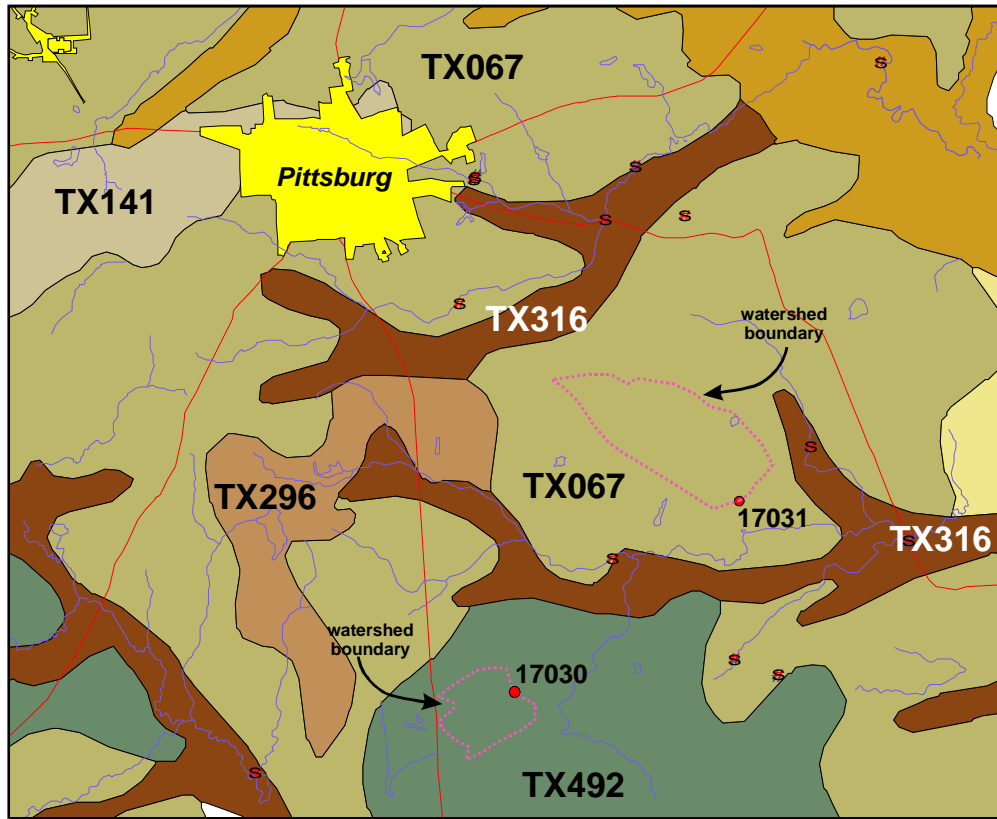 TX067
Pittsburg
TX141
TX316
watershed
boundary
TX067
TX296
17031
TX316
watershed
boundary
17030
TX492
S
S
S
S
S
S
S
S
S
S
S
S